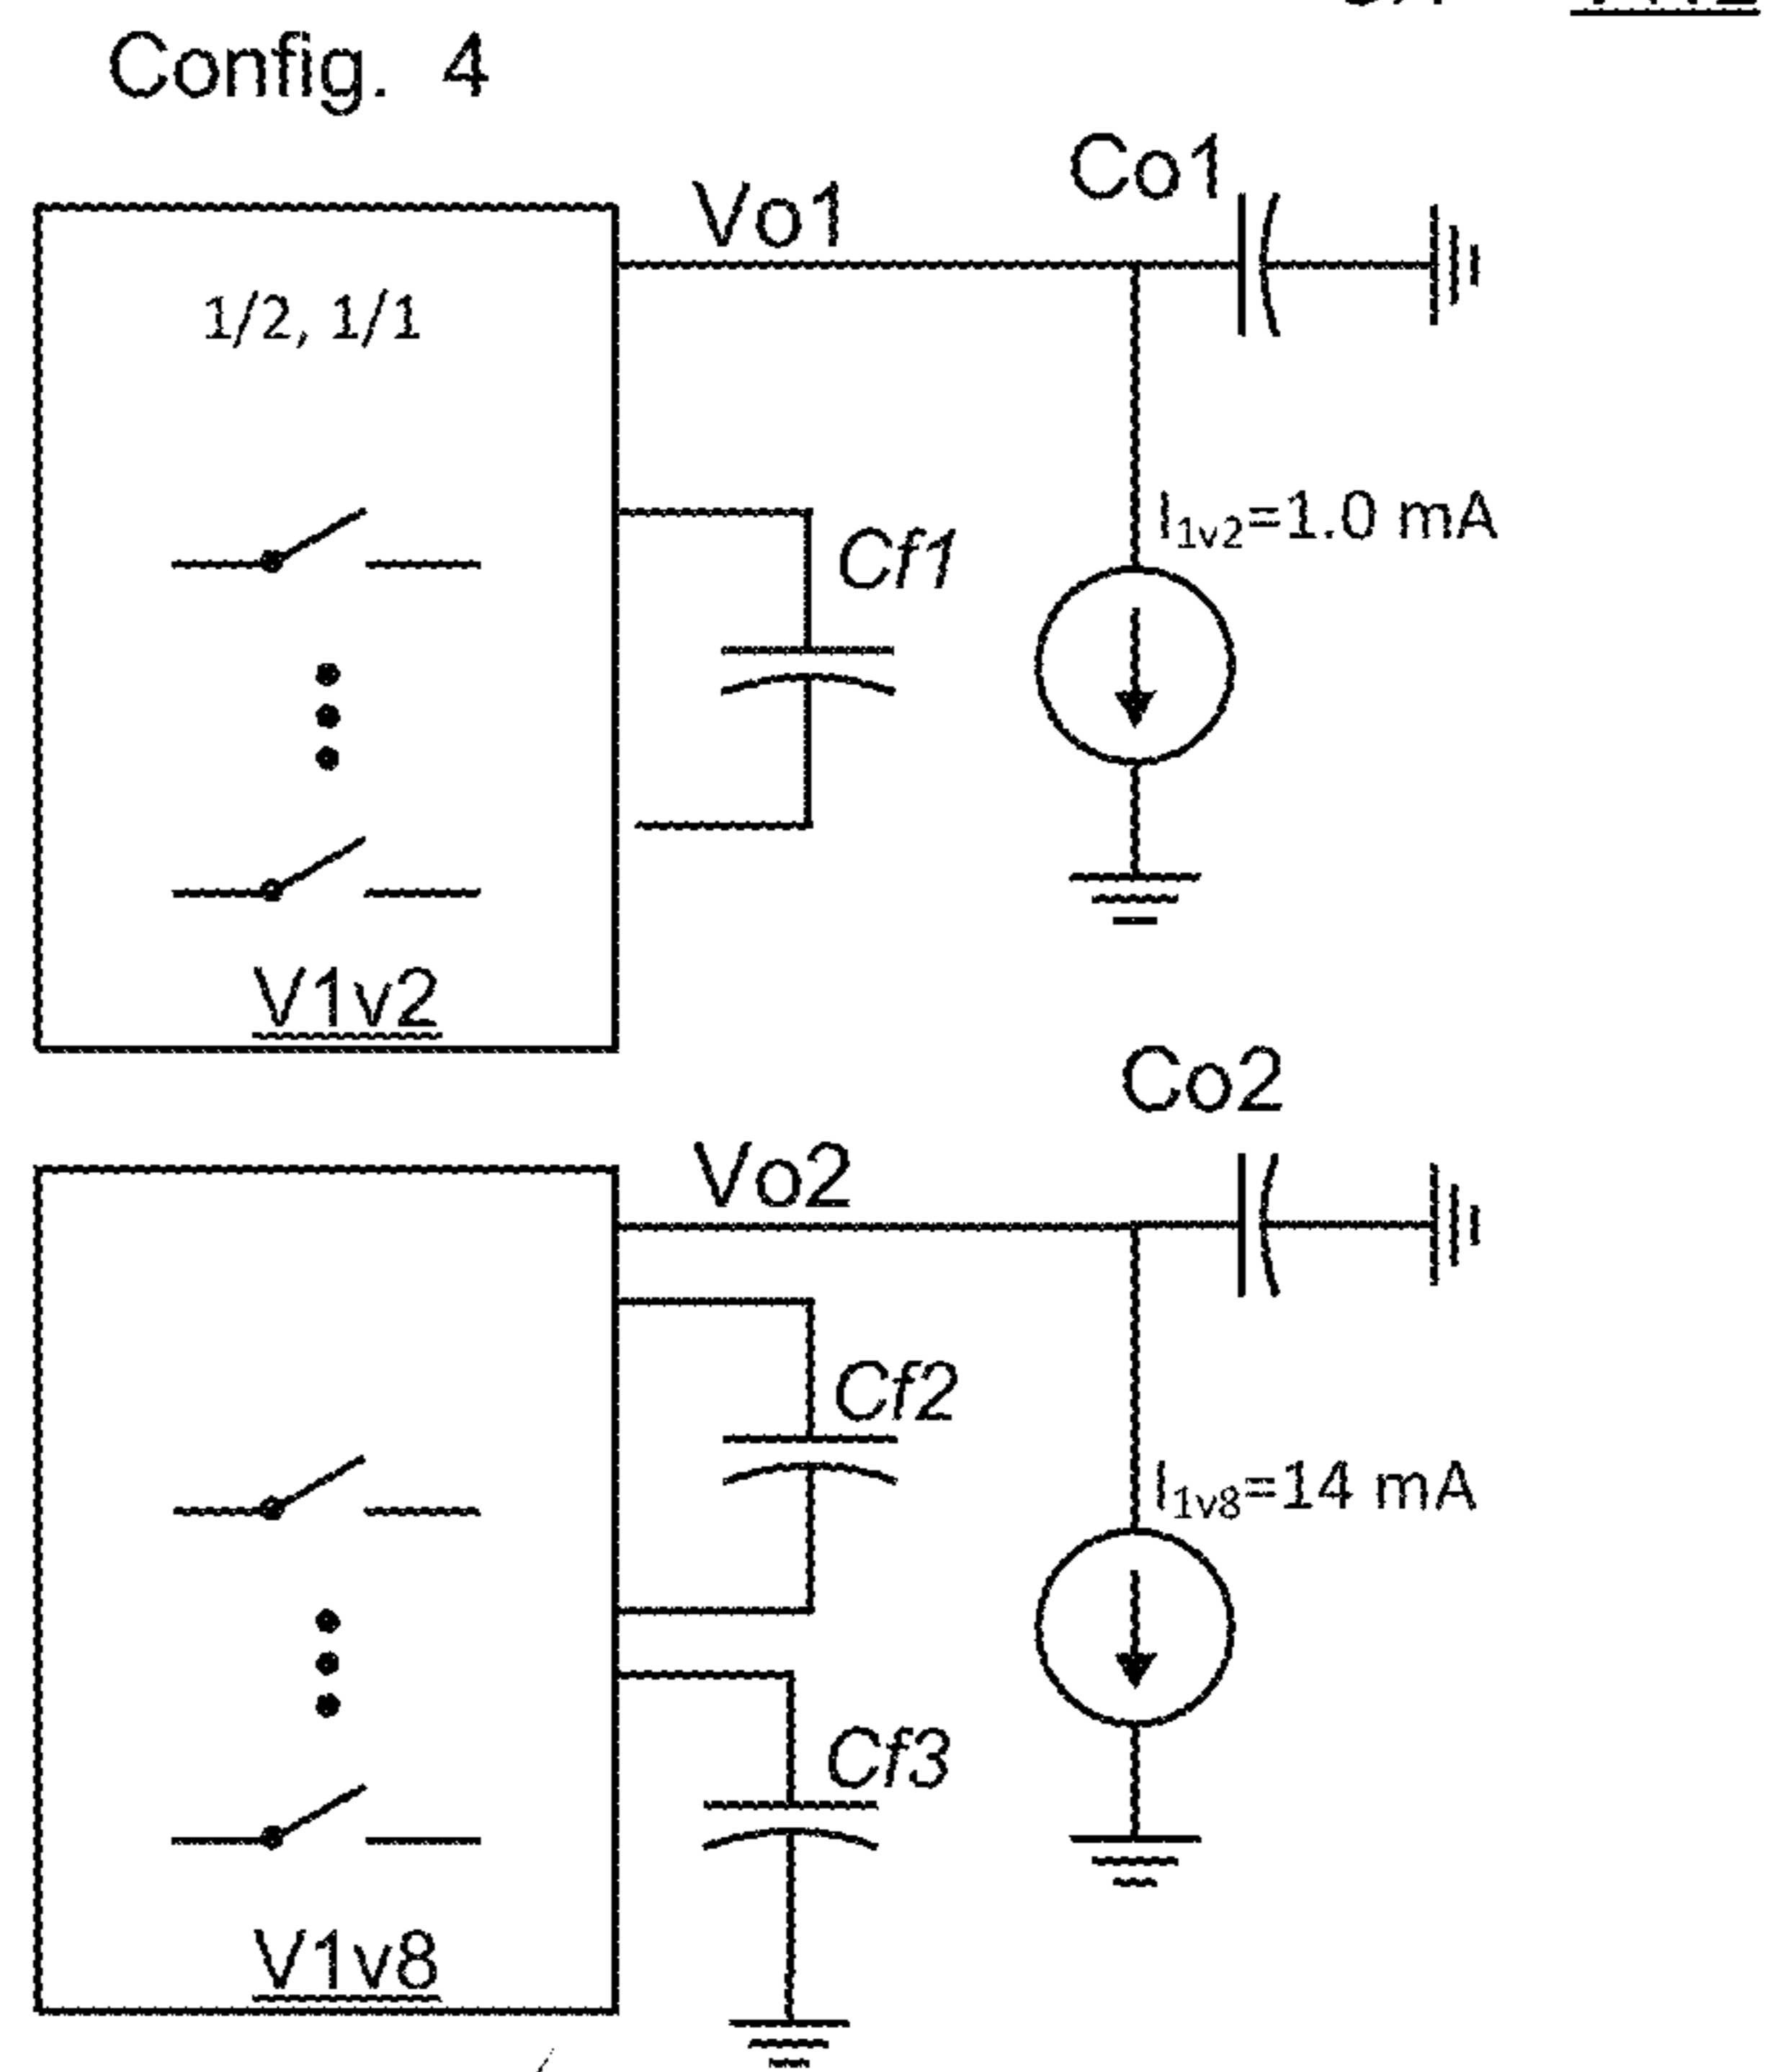 Config. 4
Vo1
Co1
1/2, 1/1
Cf1
I1v2=1.0 mA
V1v2
Co2
Vo2
Cf2
I1v8=14 mA
Cf3
V1v8